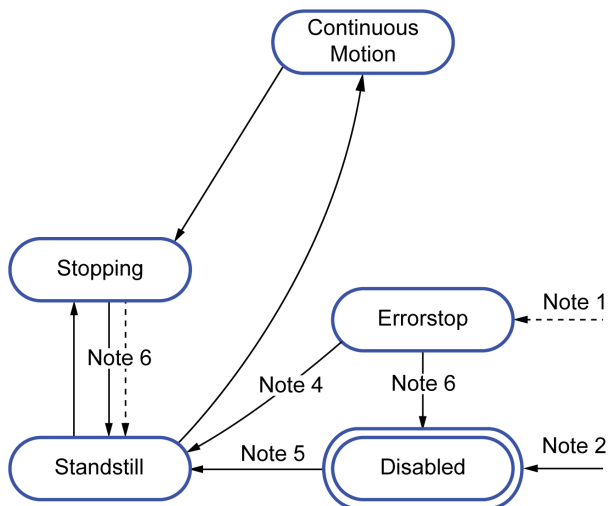 Continuous
Motion
Stopping
Errorstop
Note 1
Note 6
Note 4
Note 6
Standstill
Note 5
Disabled
Note 2